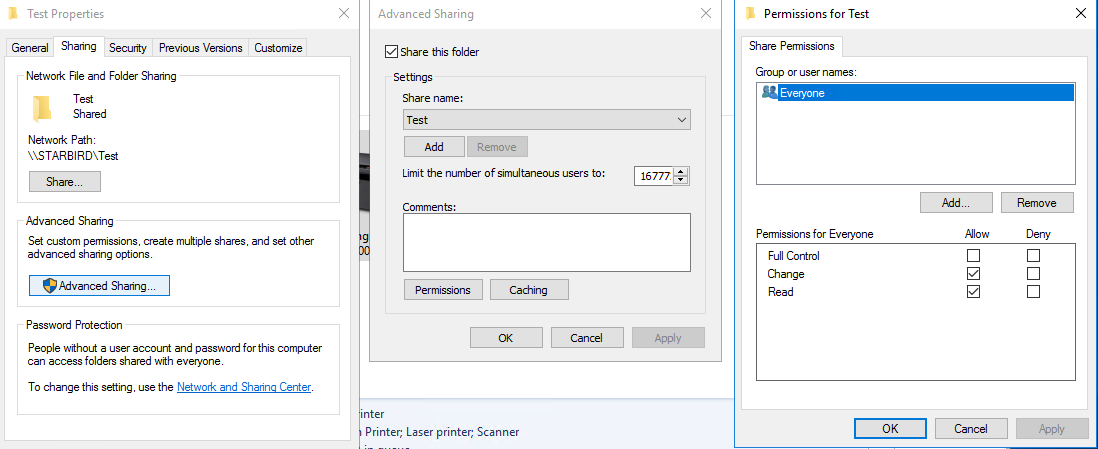 Test Properties
General
Sharing
Security
Previous Versions
Customize
Network File and Folder Sharing
Test
Shared
Network Path:
\\STARBIRD\Test
Share...
Advanced Sharing
Set custom permissions, create multiple shares, and set other
advanced sharing options.
Advanced Sharing...
Password Protection
People without a user account and password for this computer
can access folders shared with everyone.
To change this setting, use the Network and Sharing Center.
Advanced Sharing
Share this folder
Settings
Share name:
Test
Add
Remove
Limit the number of simultaneous users to:
16777
Comments:
Permissions
Caching
OK
Cancel
Apply
Printer; Laser printer; Scanner
Permissions for Test
Share Permissions
Group or user names:
Everyone
Add...
Remove
Permissions for Everyone
Allow
Deny
Full Control
Change
Read
OK
Cancel
Apply